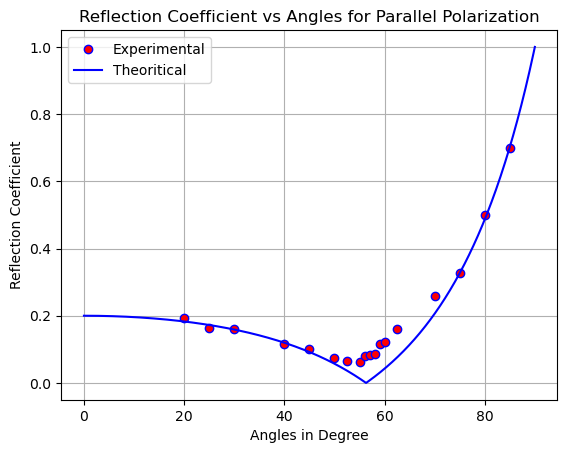 Reflection Coefficient vs Angles for Parallel Polarization
Experimental
Theoritical
1.0
0.8
0.6
0.4
0.2
0.0
Reflection Coefficient
0 20 40 60 80
Angles in Degree